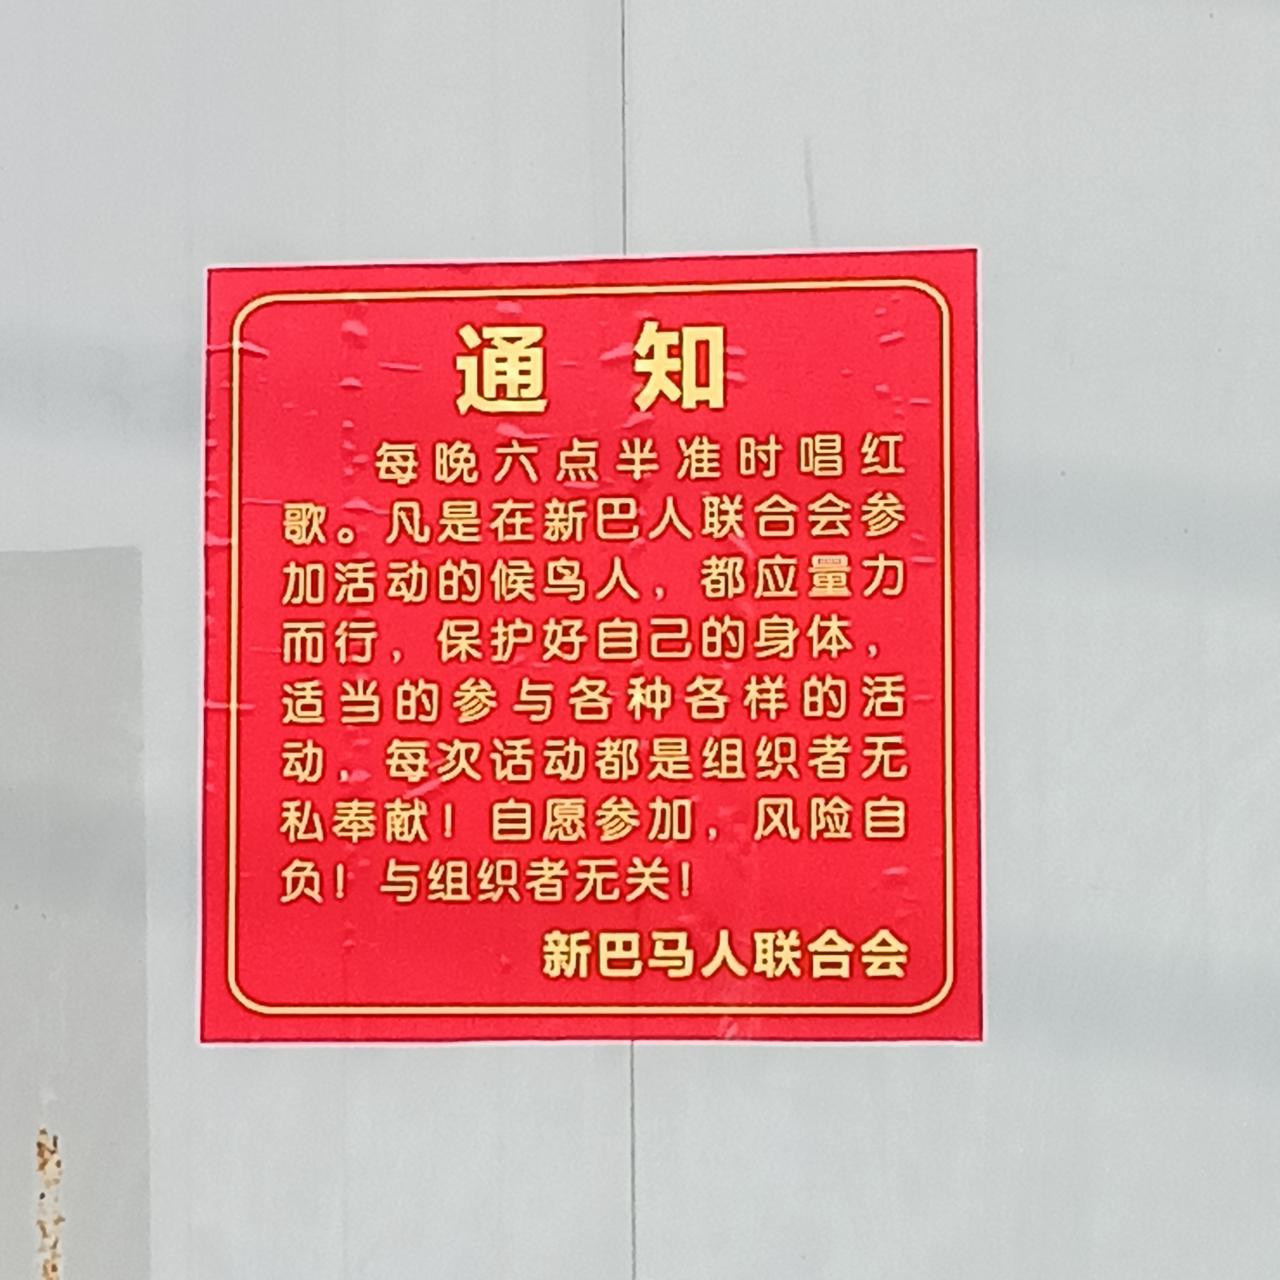 通 知
每晚六点半准时唱红
歌。凡是在新巴人联合会参
加活动的候鸟人，都应量力
而行，保护好自己的身体，
适当的参与各种各样的活
动，每次话动都是组织者无
私奉献！自愿参加，风险自
负！与组织者无关！
新巴马人联合会